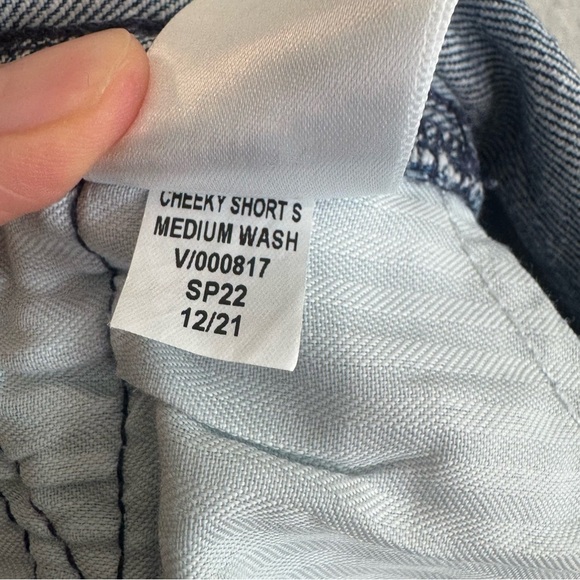 CHEEKY SHORT S
MEDIUM WASH
V/000817
SP22
12/21